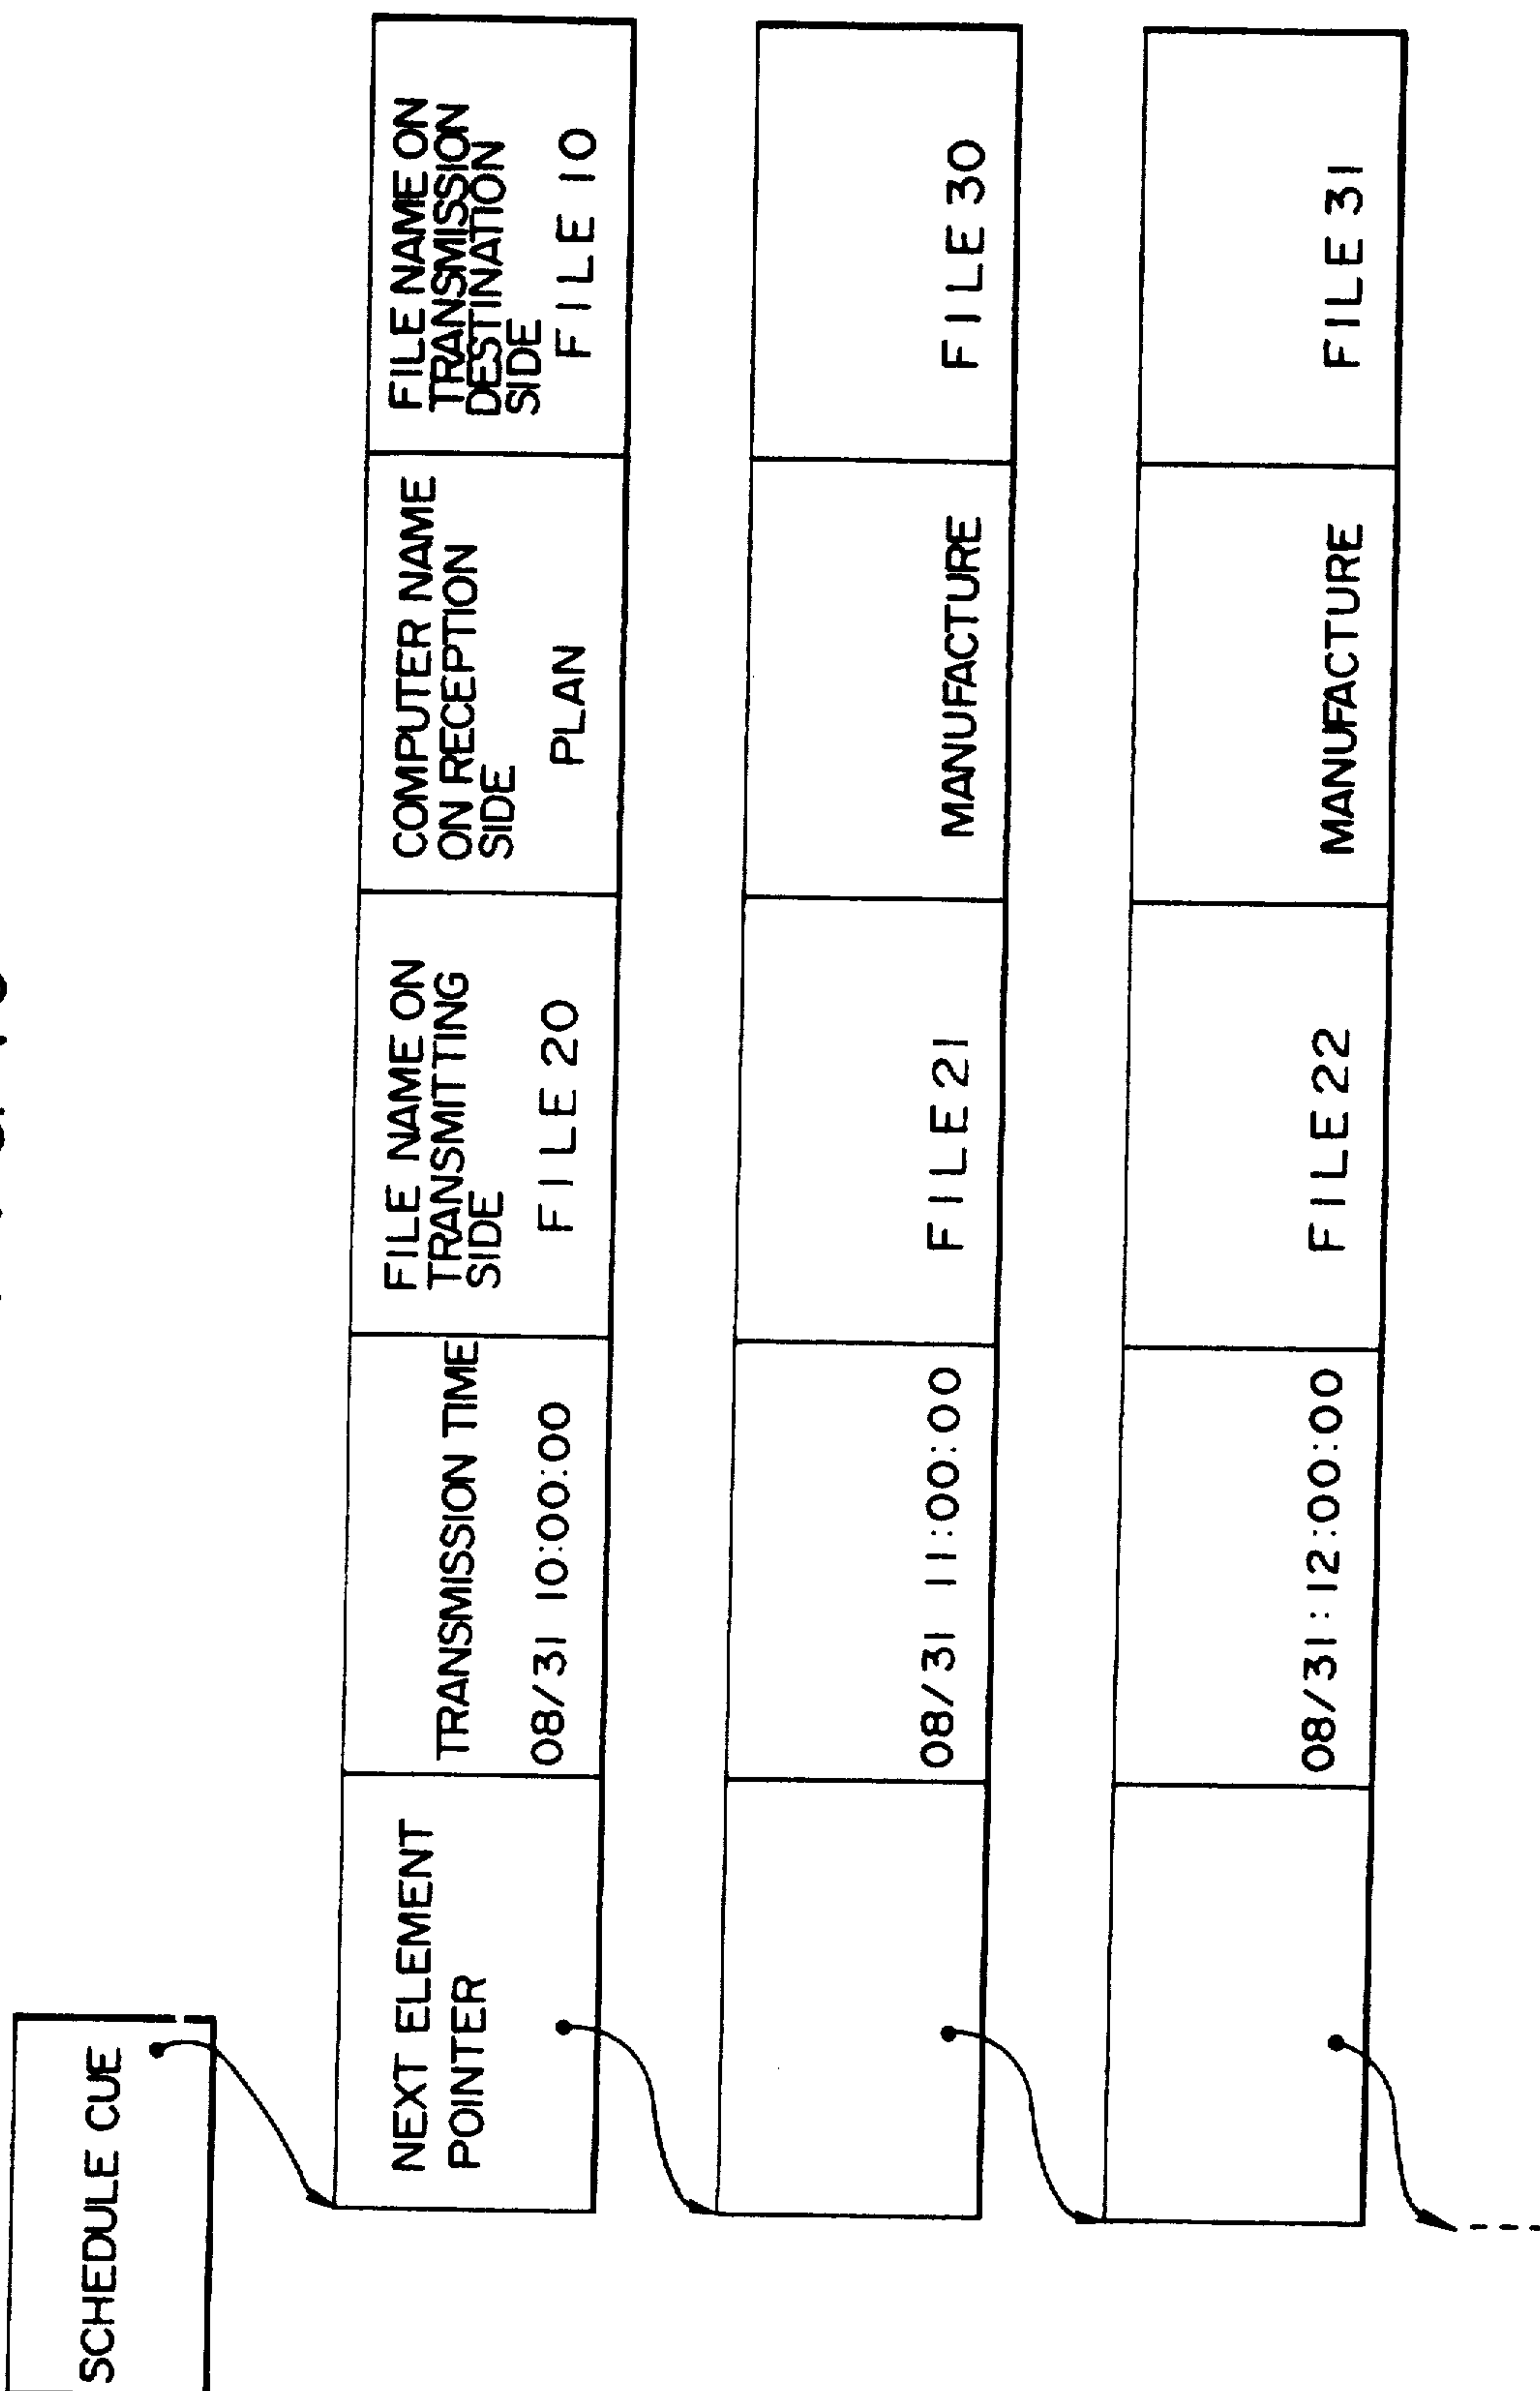 SCHEDULE CUE
NEXT ELEMENT
POINTER
TRANSMISSION TIME
08/31 10:00:00
FILE NAME ON
TRANSMITTING
SIDE
FILE 20
COMPUTER NAME
ON RECEPTION
SIDE
PLAN
FILE NAME ON
TRANSMISSION
DESTINATION
SIDE
FILE 10
08/31 11:00:00
FILE 21
MANUFACTURE
FILE 30
08/31:12:00:00
FILE 22
MANUFACTURE
FILE 31